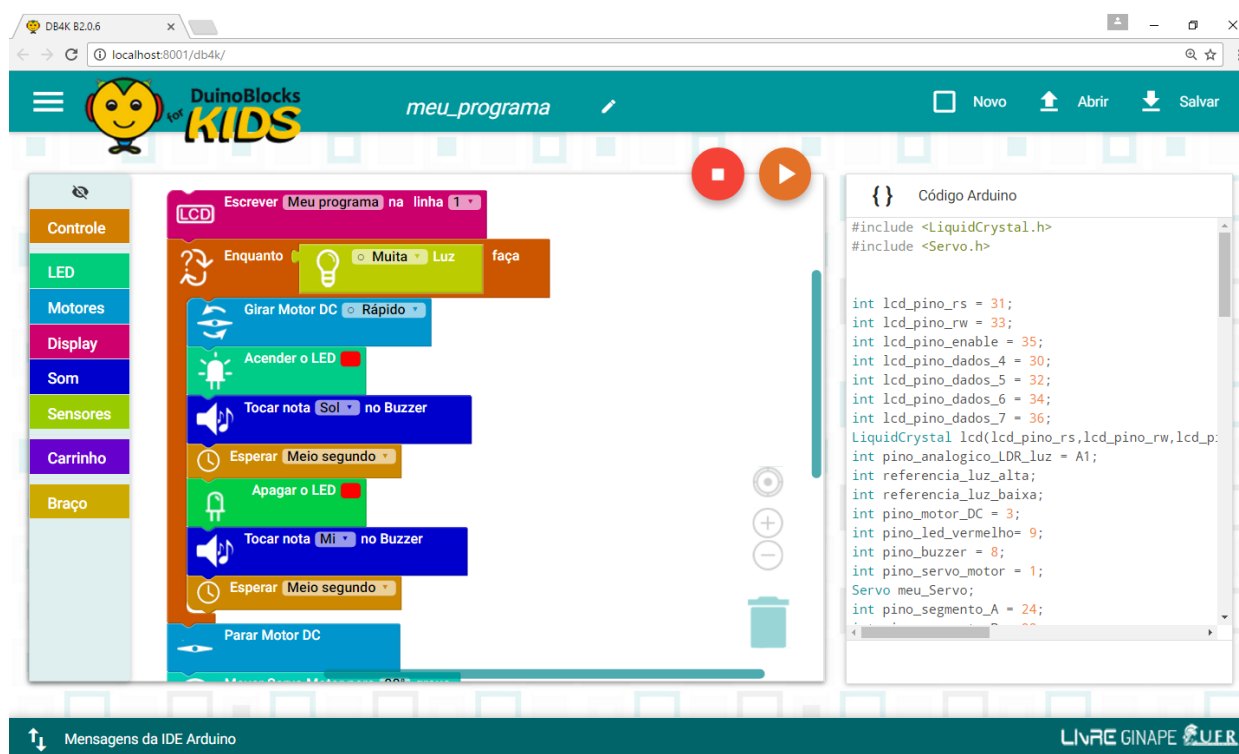 DB4K B2.0.6
localhost:8001/db4k/
DuinoBlocks
for KIDS
meu_programa
Novo
Abrir
Salvar
Controle
LED
Motores
Display
Som
Sensores
Carrinho
Braço
LCD
Escrever Meu programa na linha 1
Enquanto Muita Luz faça
Girar Motor DC Rápido
Acender o LED
Tocar nota Sol no Buzzer
Esperar Meio segundo
Apagar o LED
Tocar nota Mi no Buzzer
Esperar Meio segundo
Parar Motor DC
{ } Código Arduino
#include <LiquidCrystal.h>
#include <Servo.h>
int lcd_pino_rs = 31;
int lcd_pino_rw = 33;
int lcd_pino_enable = 35;
int lcd_pino_dados_4 = 30;
int lcd_pino_dados_5 = 32;
int lcd_pino_dados_6 = 34;
int lcd_pino_dados_7 = 36;
LiquidCrystal lcd(lcd_pino_rs,lcd_pino_rw,lcd_p
int pino_analogico_LDR_luz = A1;
int referencia_luz_alta;
int referencia_luz_baixa;
int pino_motor_DC = 3;
int pino_led_vermelho= 9;
int pino_buzzer = 8;
int pino_servo_motor = 1;
Servo meu_Servo;
int pino_segmento_A = 24;
Mensagens da IDE Arduino
LIVRE GINAPE UFRJ